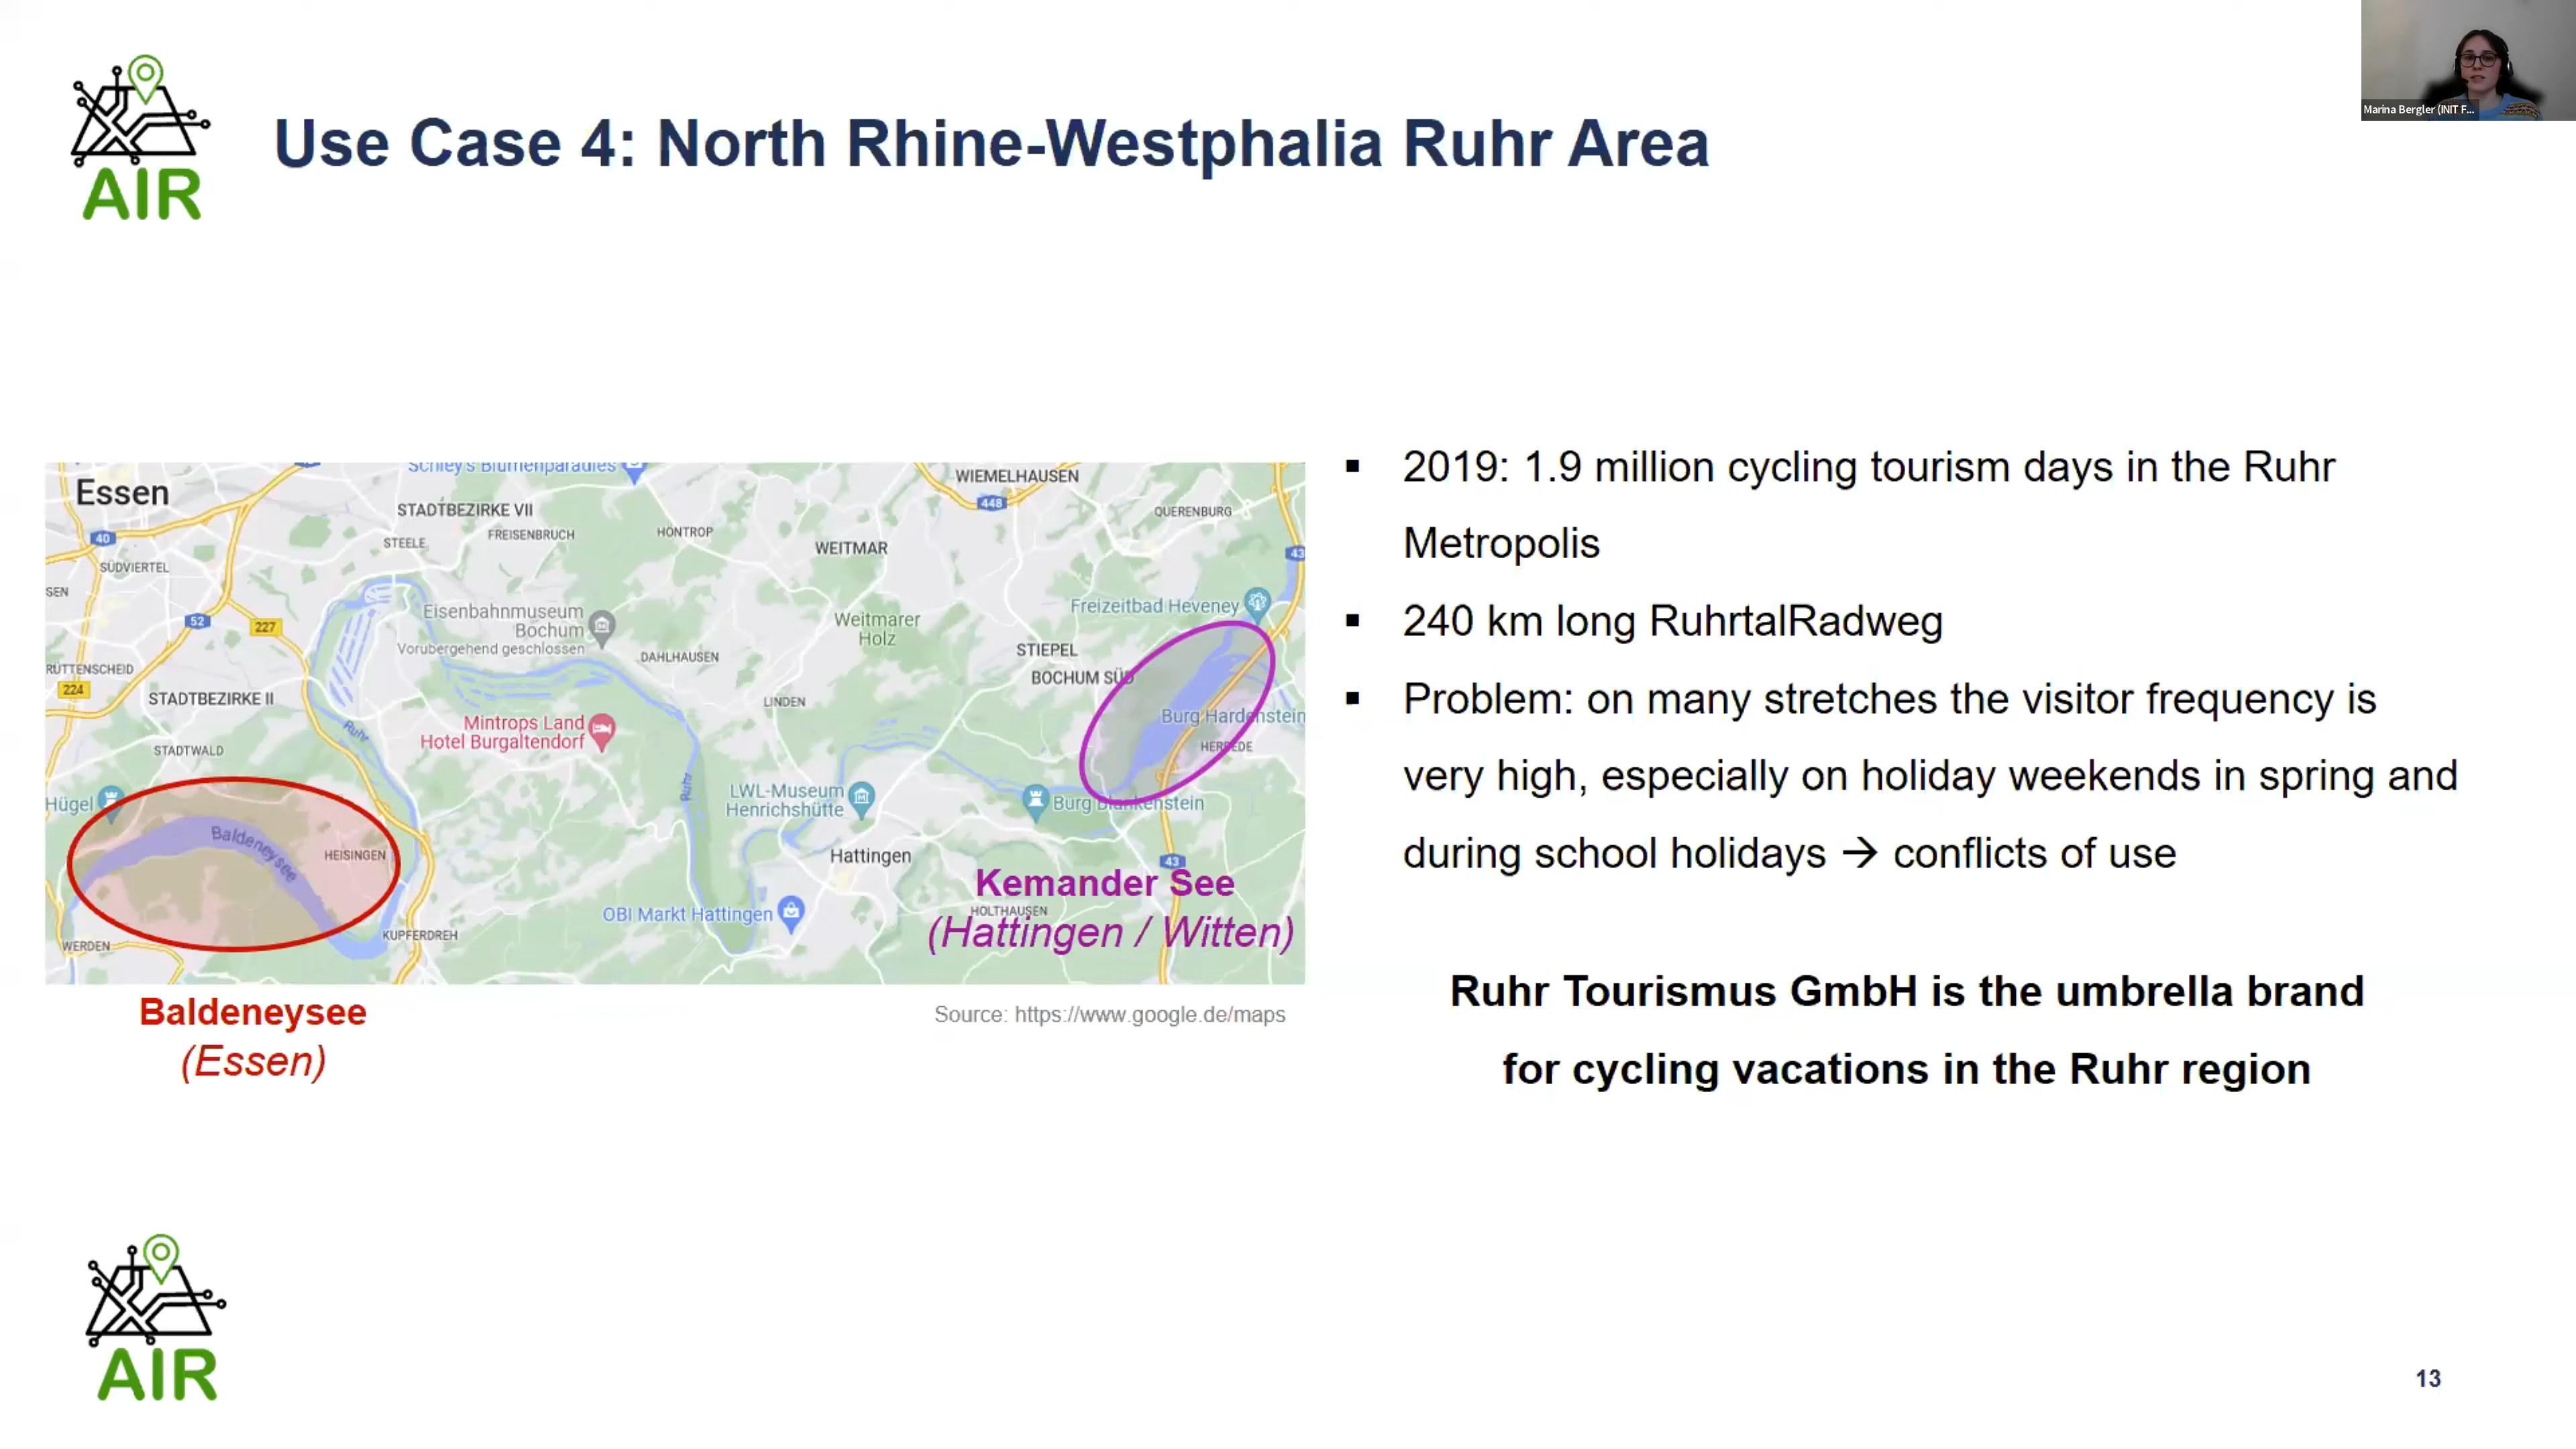 Marina Bergler (INIT F...
AIR
Use Case 4: North Rhine-Westphalia Ruhr Area
Schley's Blumenparadies
Essen
WIEMELHAUSEN
448
STADTBEZIRKE VII
FREISENBRUCH
HONTROP
QUERENBURG
40
STEELE
WEITMAR
43
SÜDVIERTEL
SEN
52
227
Eisenbahnmuseum
Bochum
Vorübergehend geschlossen
Weitmarer
Holz
Freizeitbad Heveney
STIEPEL
DAHLHAUSEN
RÜTTENSCHEID
224
BOCHUM SÜD
STADTBEZIRKE II
LINDEN
Ruhr
Mintrops Land
Hotel Burgaltendorf
Burg Hardenstein
HERBEDE
STADTWALD
Ruhr
Hügel
LWL-Museum
Henrichshütte
Burg Blankenstein
Baldeneysee
HEISINGEN
Hattingen
43
Kemander See
HOLTHAUSEN
(Hattingen / Witten)
OBI Markt Hattingen
KUPFERDREH
WERDEN
Baldeneysee
(Essen)
Source: https://www.google.de/maps
▪ 2019: 1.9 million cycling tourism days in the Ruhr
Metropolis
▪ 240 km long RuhrtalRadweg
▪ Problem: on many stretches the visitor frequency is
very high, especially on holiday weekends in spring and
during school holidays → conflicts of use
Ruhr Tourismus GmbH is the umbrella brand
for cycling vacations in the Ruhr region
AIR
13